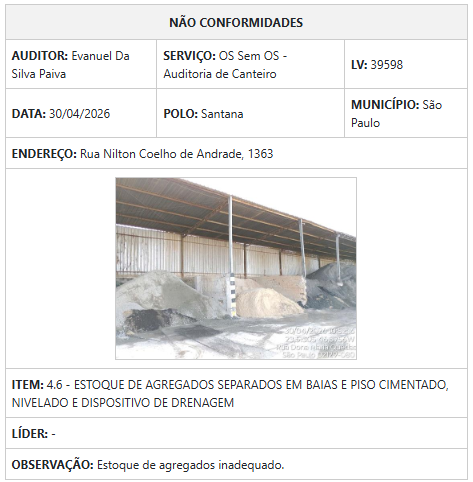 NÃO CONFORMIDADES
AUDITOR: Evanuel Da
Silva Paiva
SERVIÇO: OS Sem OS -
Auditoria de Canteiro
LV: 39598
DATA: 30/04/2026
POLO: Santana
MUNICÍPIO: São
Paulo
ENDEREÇO: Rua Nilton Coelho de Andrade, 1363
São Paulo
ITEM: 4.6 - ESTOQUE DE AGREGADOS SEPARADOS EM BAIAS E PISO CIMENTADO,
NIVELADO E DISPOSITIVO DE DRENAGEM
LÍDER: -
OBSERVAÇÃO: Estoque de agregados inadequado.